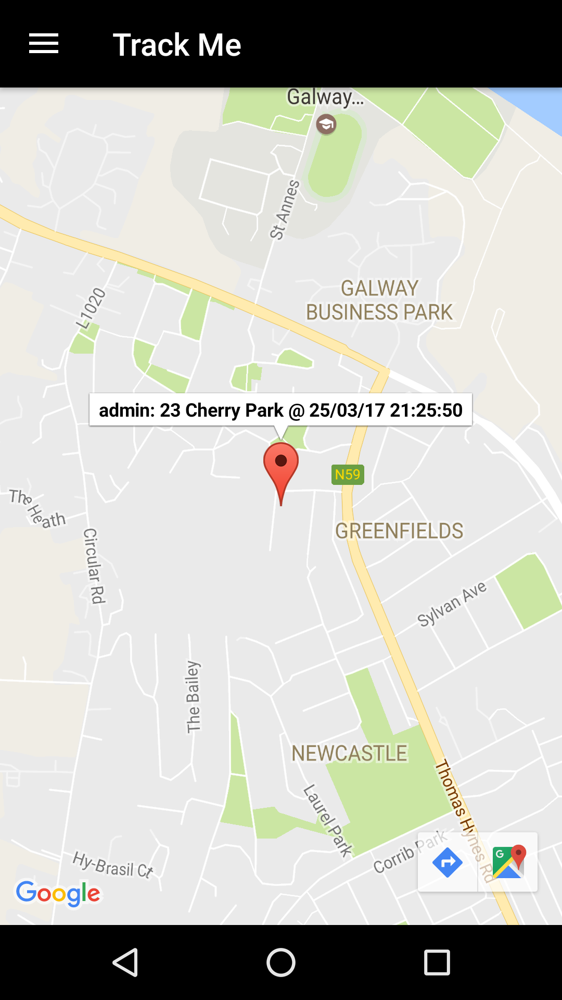 Track Me
Galway...
St Annes
GALWAY
BUSINESS PARK
L1020
admin: 23 Cherry Park @ 25/03/17 21:25:50
N59
The Heath
GREENFIELDS
Circular Rd
Sylvan Ave
The Bailey
NEWCASTLE
Thomas Hynes Rd
Laurel Park
Corrib Park
Hy-Brasil Ct
G
Google